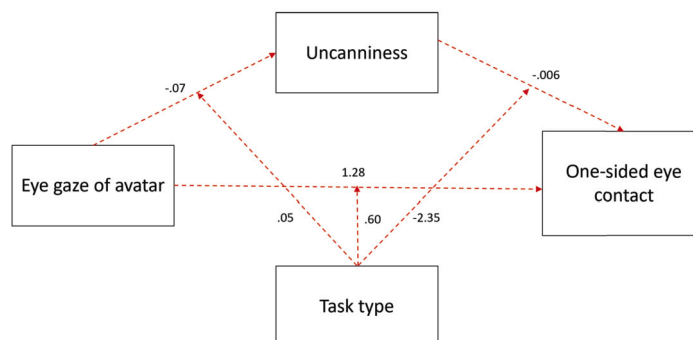 Uncanniness
-.07
-.006
Eye gaze of avatar
1.28
One-sided eye
contact
.05
.60
-2.35
Task type